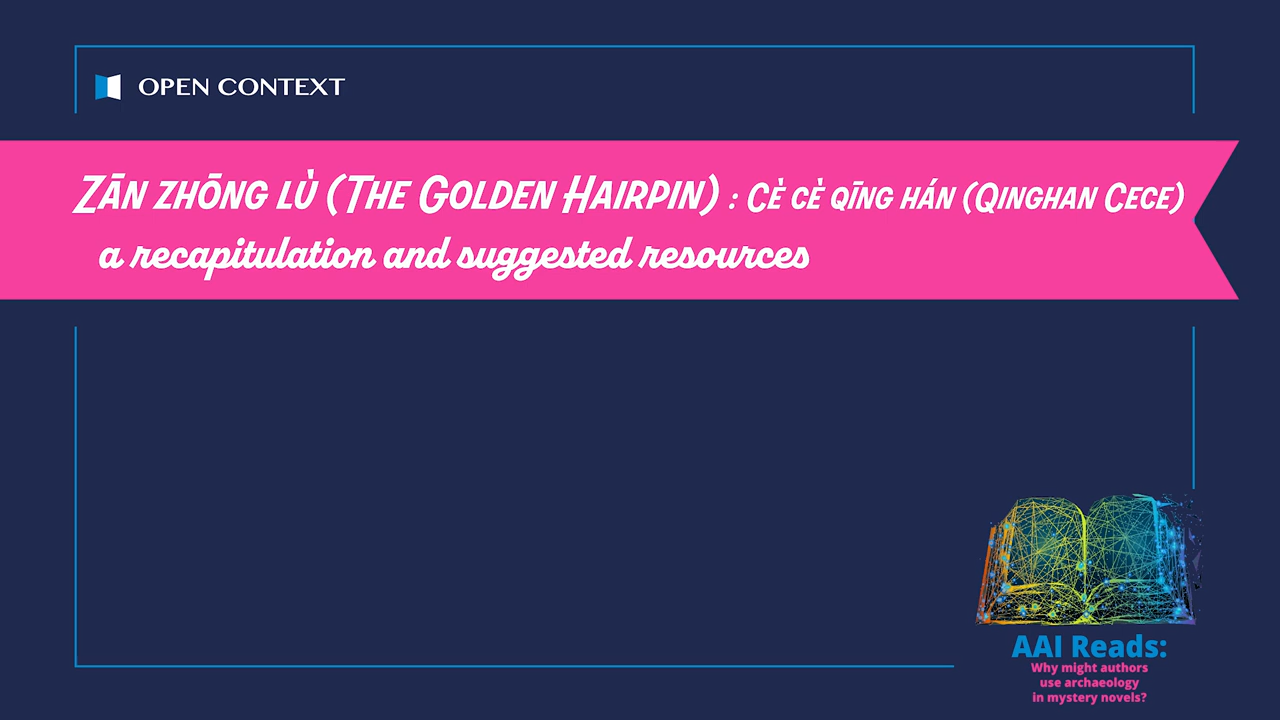 OPEN CONTEXT
Zān zhōng lù (The Golden Hairpin) : Cè cè qīng hán (Qinghan Cece)
a recapitulation and suggested resources
AAI Reads:
Why might authors
use archaeology
in mystery novels?